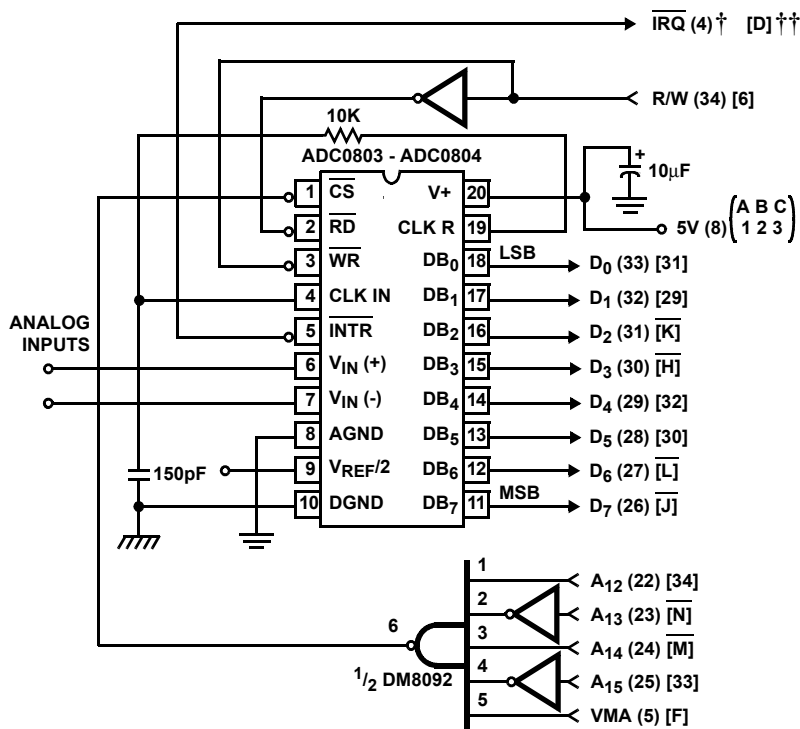 IRQ (4) † [D] ††
R/W (34) [6]
10K
ADC0803 - ADC0804
+
10μF
5V (8) (A B C
1 2 3)
1 CS
2 RD
3 WR
4 CLK IN
5 INTR
6 VIN (+)
7 VIN (-)
8 AGND
9 VREF/2
10 DGND
V+ 20
CLK R 19
DB0 18 LSB
DB1 17
DB2 16
DB3 15
DB4 14
DB5 13
DB6 12
DB7 11 MSB
D0 (33) [31]
D1 (32) [29]
D2 (31) [K]
D3 (30) [H]
D4 (29) [32]
D5 (28) [30]
D6 (27) [L]
D7 (26) [J]
ANALOG
INPUTS
150pF
6
1/2 DM8092
1
2
3
4
5
A12 (22) [34]
A13 (23) [N]
A14 (24) [M]
A15 (25) [33]
VMA (5) [F]